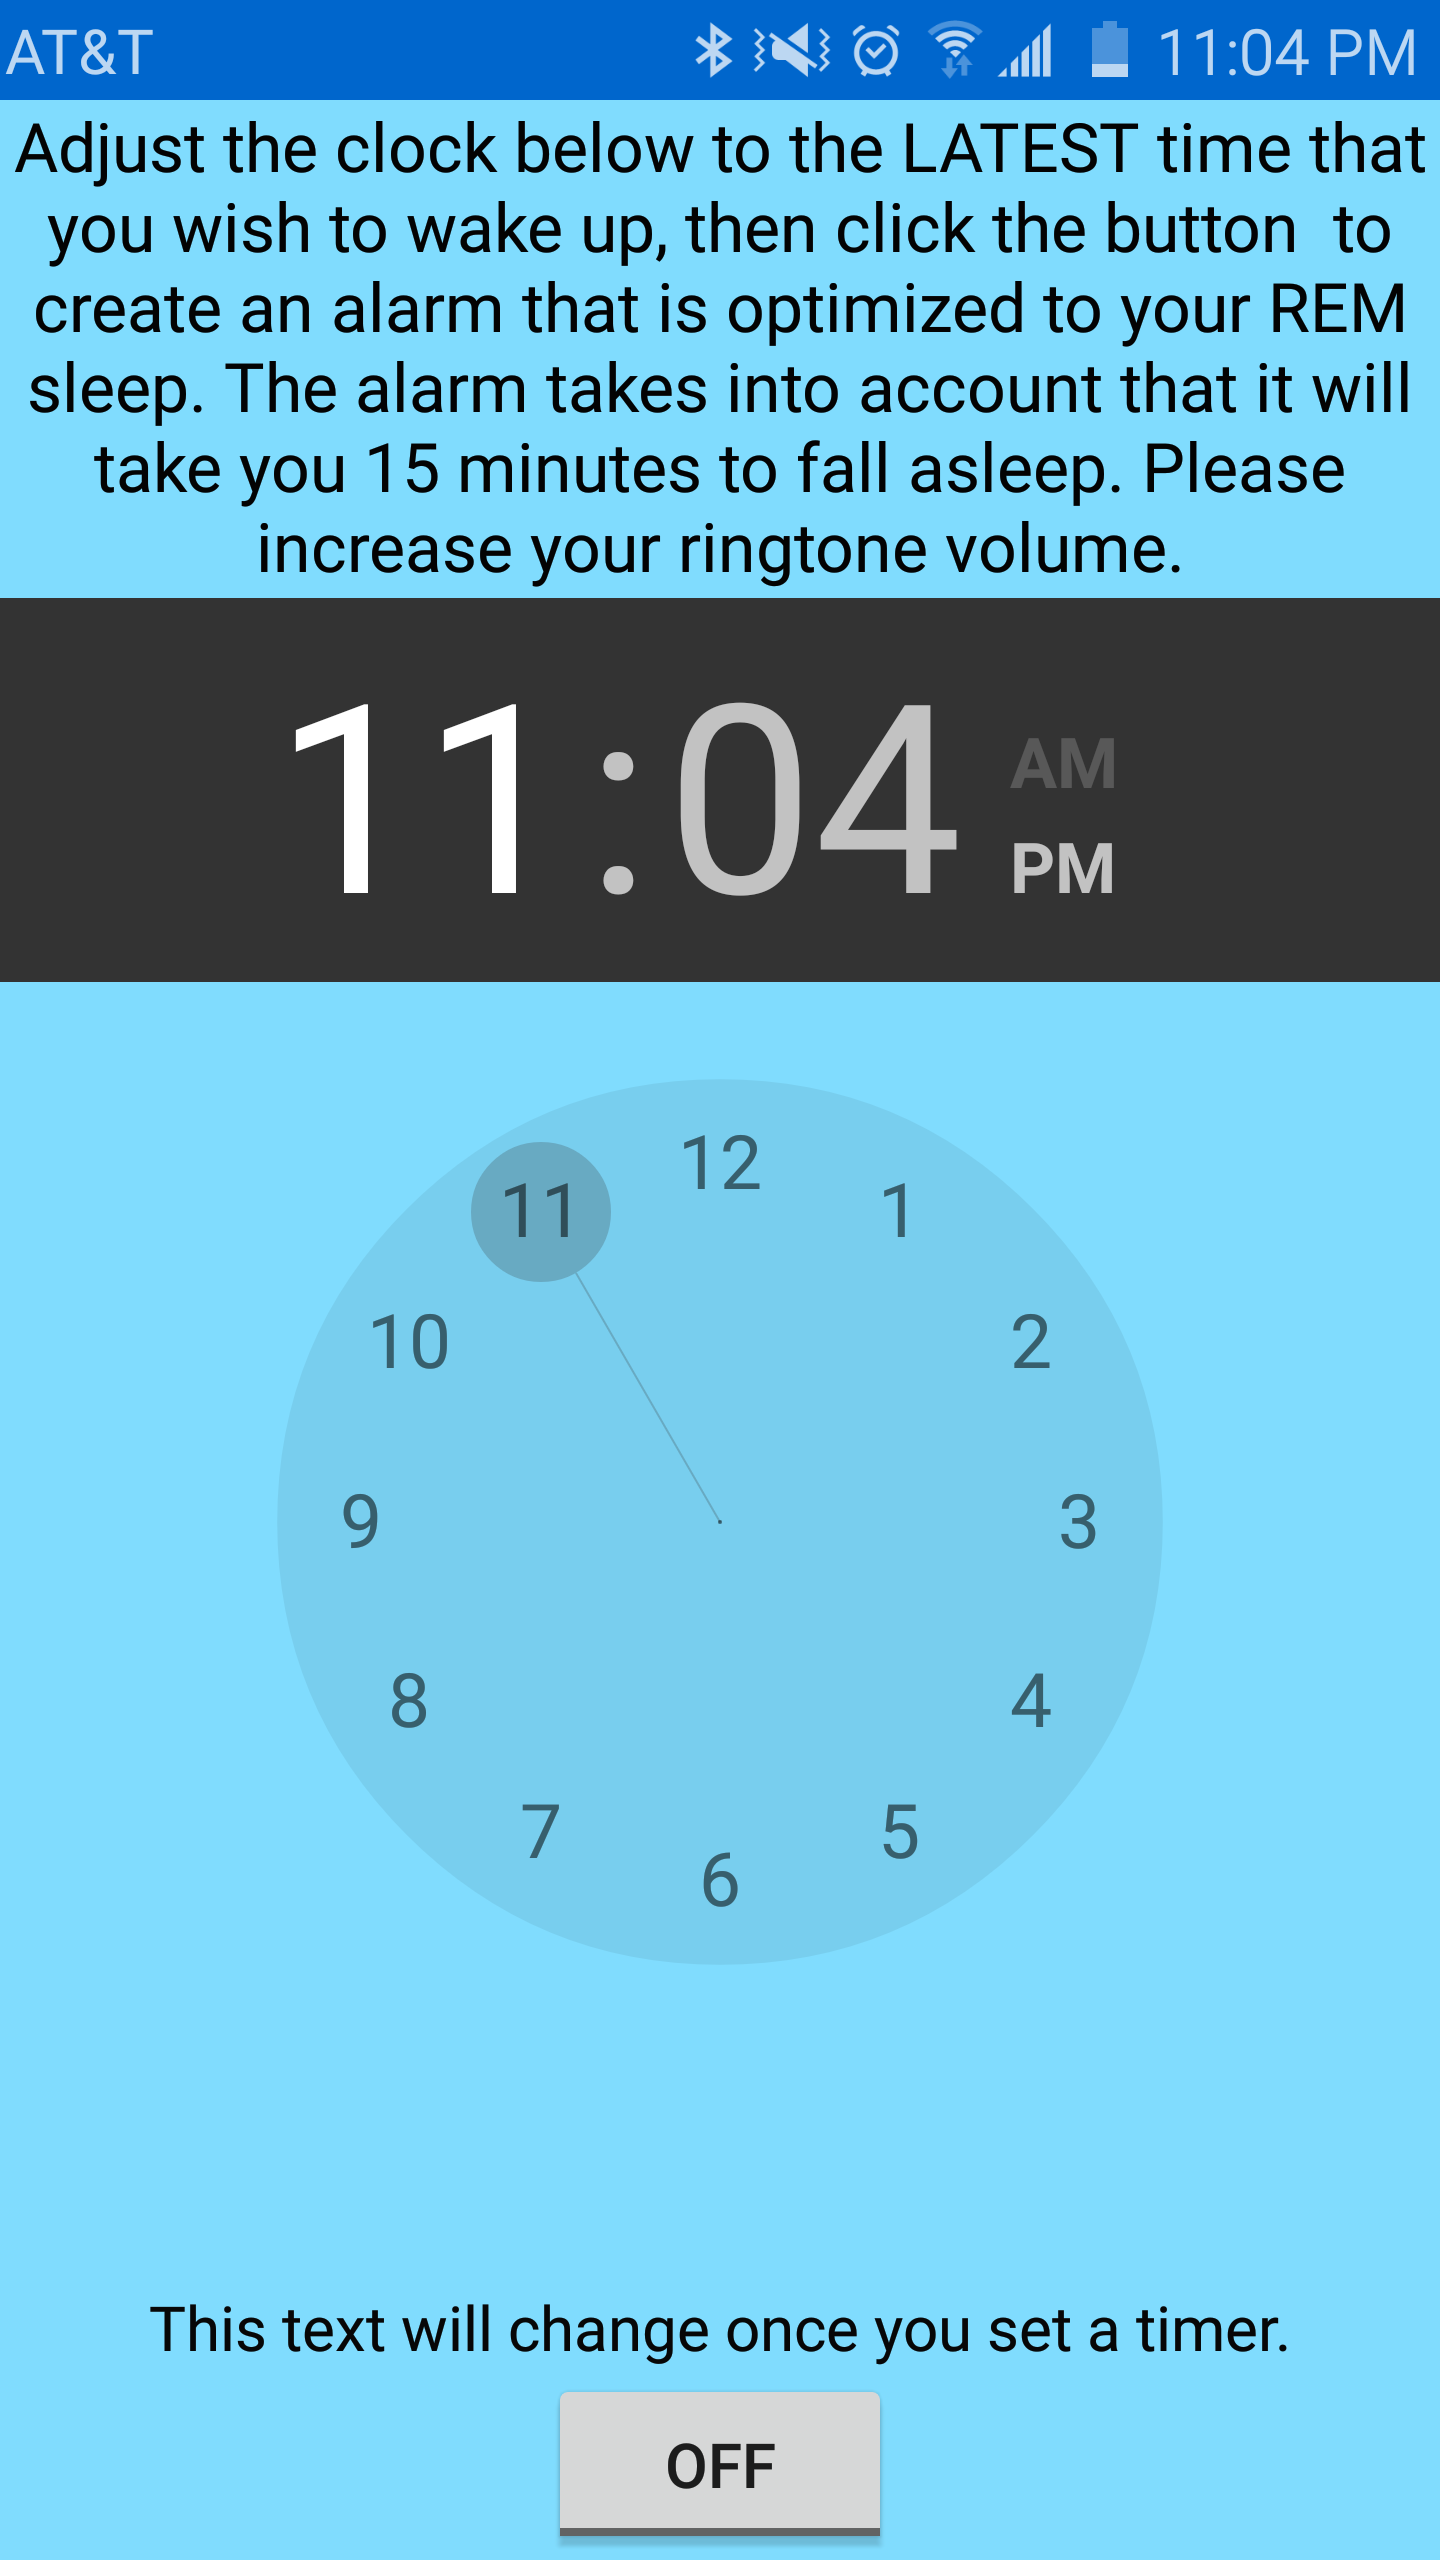 AT&T 11:04 PM
Adjust the clock below to the LATEST time that
you wish to wake up, then click the button  to
create an alarm that is optimized to your REM
sleep. The alarm takes into account that it will
take you 15 minutes to fall asleep. Please
increase your ringtone volume.
11:04 AM
PM
12
11 1
10 2
9 3
8 4
7 5
6
This text will change once you set a timer.
OFF